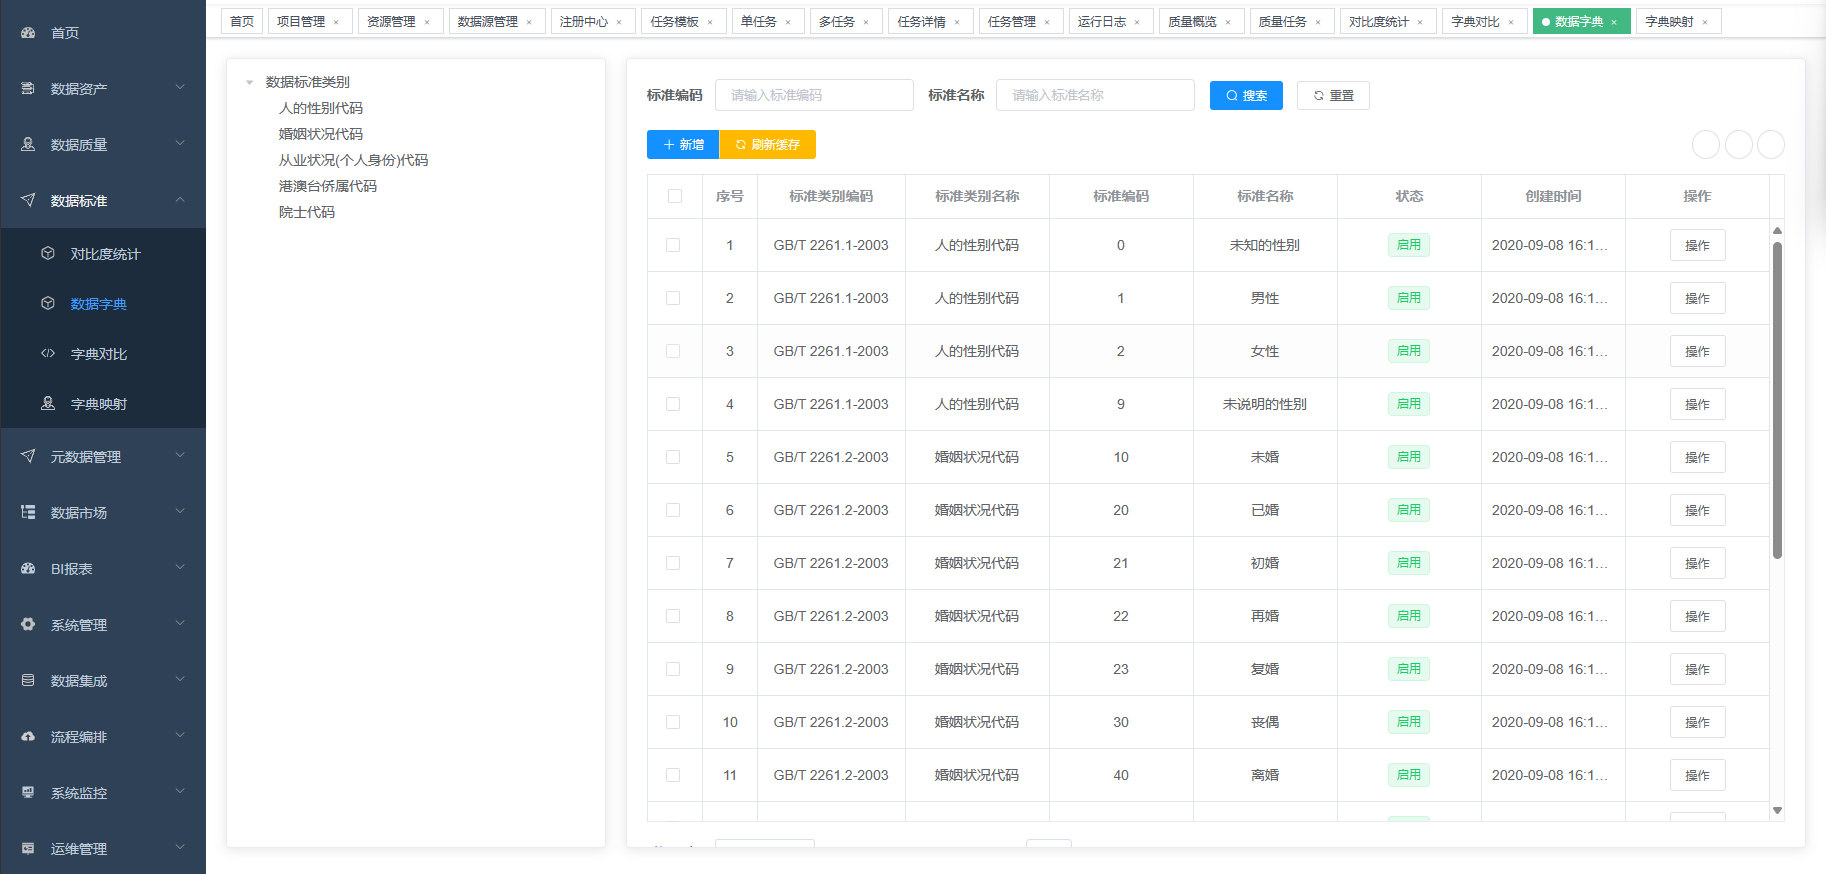 首页
数据资产
数据质量
数据标准
对比度统计
数据字典
字典对比
字典映射
元数据管理
数据市场
BI报表
系统管理
数据集成
流程编排
系统监控
运维管理
首页 项目管理 × 资源管理 × 数据源管理 × 注册中心 × 任务模板 × 单任务 × 多任务 × 任务详情 × 任务管理 × 运行日志 × 质量概览 × 质量任务 × 对比度统计 × 字典对比 × 数据字典 × 字典映射 ×
数据标准类别
人的性别代码
婚姻状况代码
从业状况(个人身份)代码
港澳台侨属代码
院士代码
标准编码 请输入标准编码 标准名称 请输入标准名称 搜索 重置
新增 刷新缓存
序号 标准类别编码 标准类别名称 标准编码 标准名称 状态 创建时间 操作
1 GB/T 2261.1-2003 人的性别代码 0 未知的性别 启用 2020-09-08 16:1... 操作
2 GB/T 2261.1-2003 人的性别代码 1 男性 启用 2020-09-08 16:1... 操作
3 GB/T 2261.1-2003 人的性别代码 2 女性 启用 2020-09-08 16:1... 操作
4 GB/T 2261.1-2003 人的性别代码 9 未说明的性别 启用 2020-09-08 16:1... 操作
5 GB/T 2261.2-2003 婚姻状况代码 10 未婚 启用 2020-09-08 16:1... 操作
6 GB/T 2261.2-2003 婚姻状况代码 20 已婚 启用 2020-09-08 16:1... 操作
7 GB/T 2261.2-2003 婚姻状况代码 21 初婚 启用 2020-09-08 16:1... 操作
8 GB/T 2261.2-2003 婚姻状况代码 22 再婚 启用 2020-09-08 16:1... 操作
9 GB/T 2261.2-2003 婚姻状况代码 23 复婚 启用 2020-09-08 16:1... 操作
10 GB/T 2261.2-2003 婚姻状况代码 30 丧偶 启用 2020-09-08 16:1... 操作
11 GB/T 2261.2-2003 婚姻状况代码 40 离婚 启用 2020-09-08 16:1... 操作